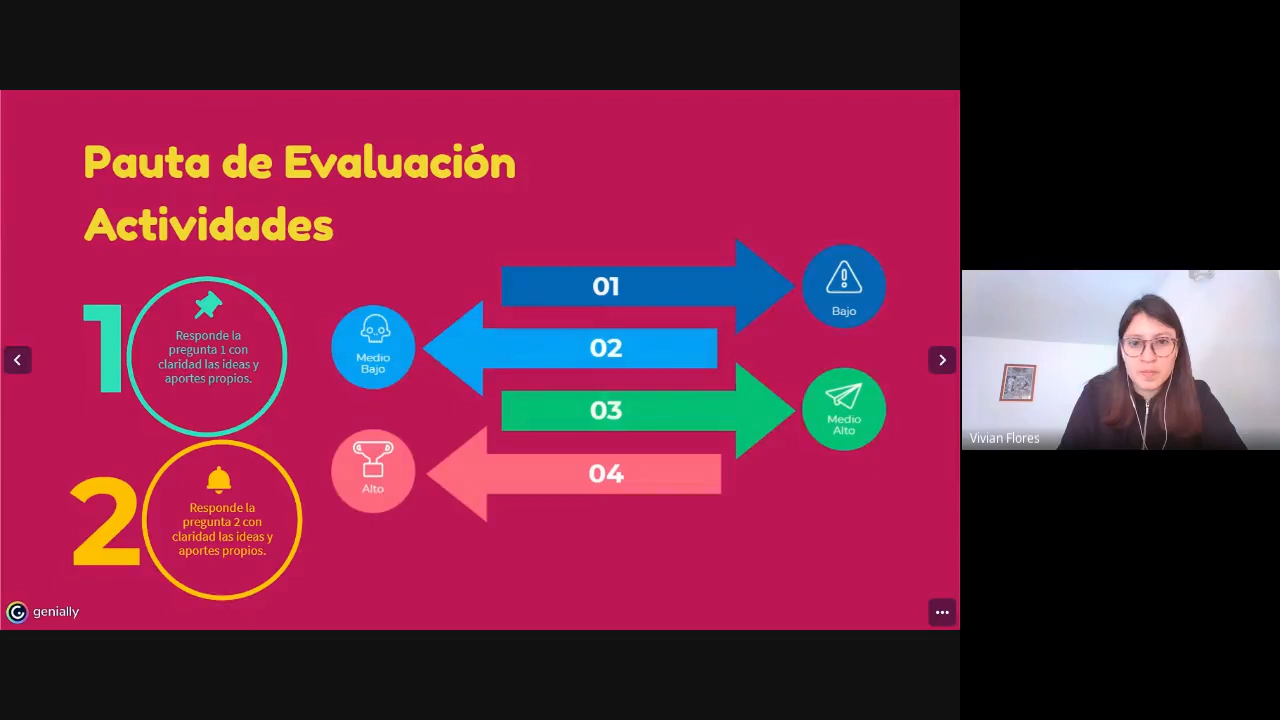 Pauta de Evaluación
Actividades
1
Responde la
pregunta 1 con
claridad las ideas y
aportes propios.
2
Responde la
pregunta 2 con
claridad las ideas y
aportes propios.
01
Bajo
02
Medio
Bajo
03
Medio
Alto
04
Alto
genially
Vivian Flores